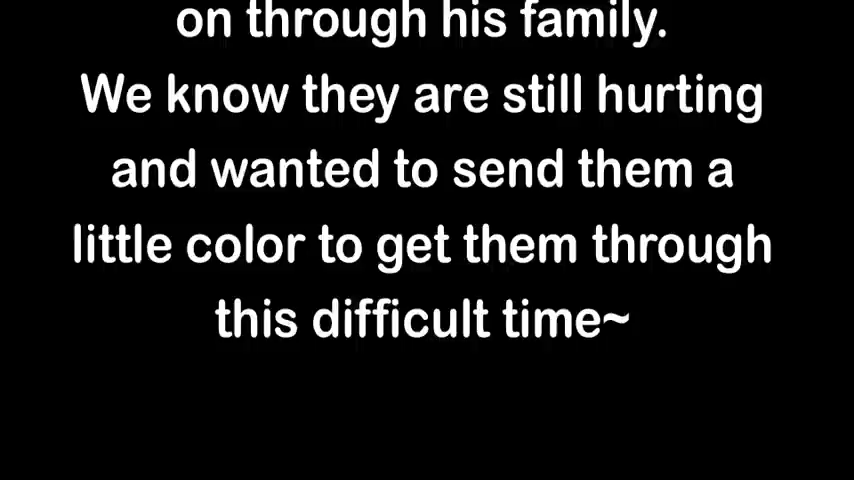 on through his family.
We know they are still hurting
and wanted to send them a
little color to get them through
this difficult time~